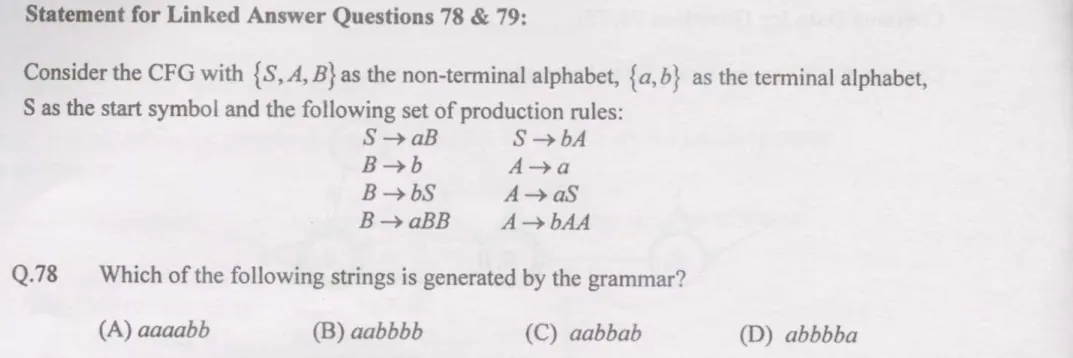 Statement for Linked Answer Questions 78 & 79:
Consider the CFG with {S, A, B} as the non-terminal alphabet, {a,b} as the terminal alphabet,
S as the start symbol and the following set of production rules:
S → aB S → bA
B → b A → a
B → bS A → aS
B → aBB A → bAA
Q.78 Which of the following strings is generated by the grammar?
(A) aaaabb (B) aabbbb (C) aabbab (D) abbbba